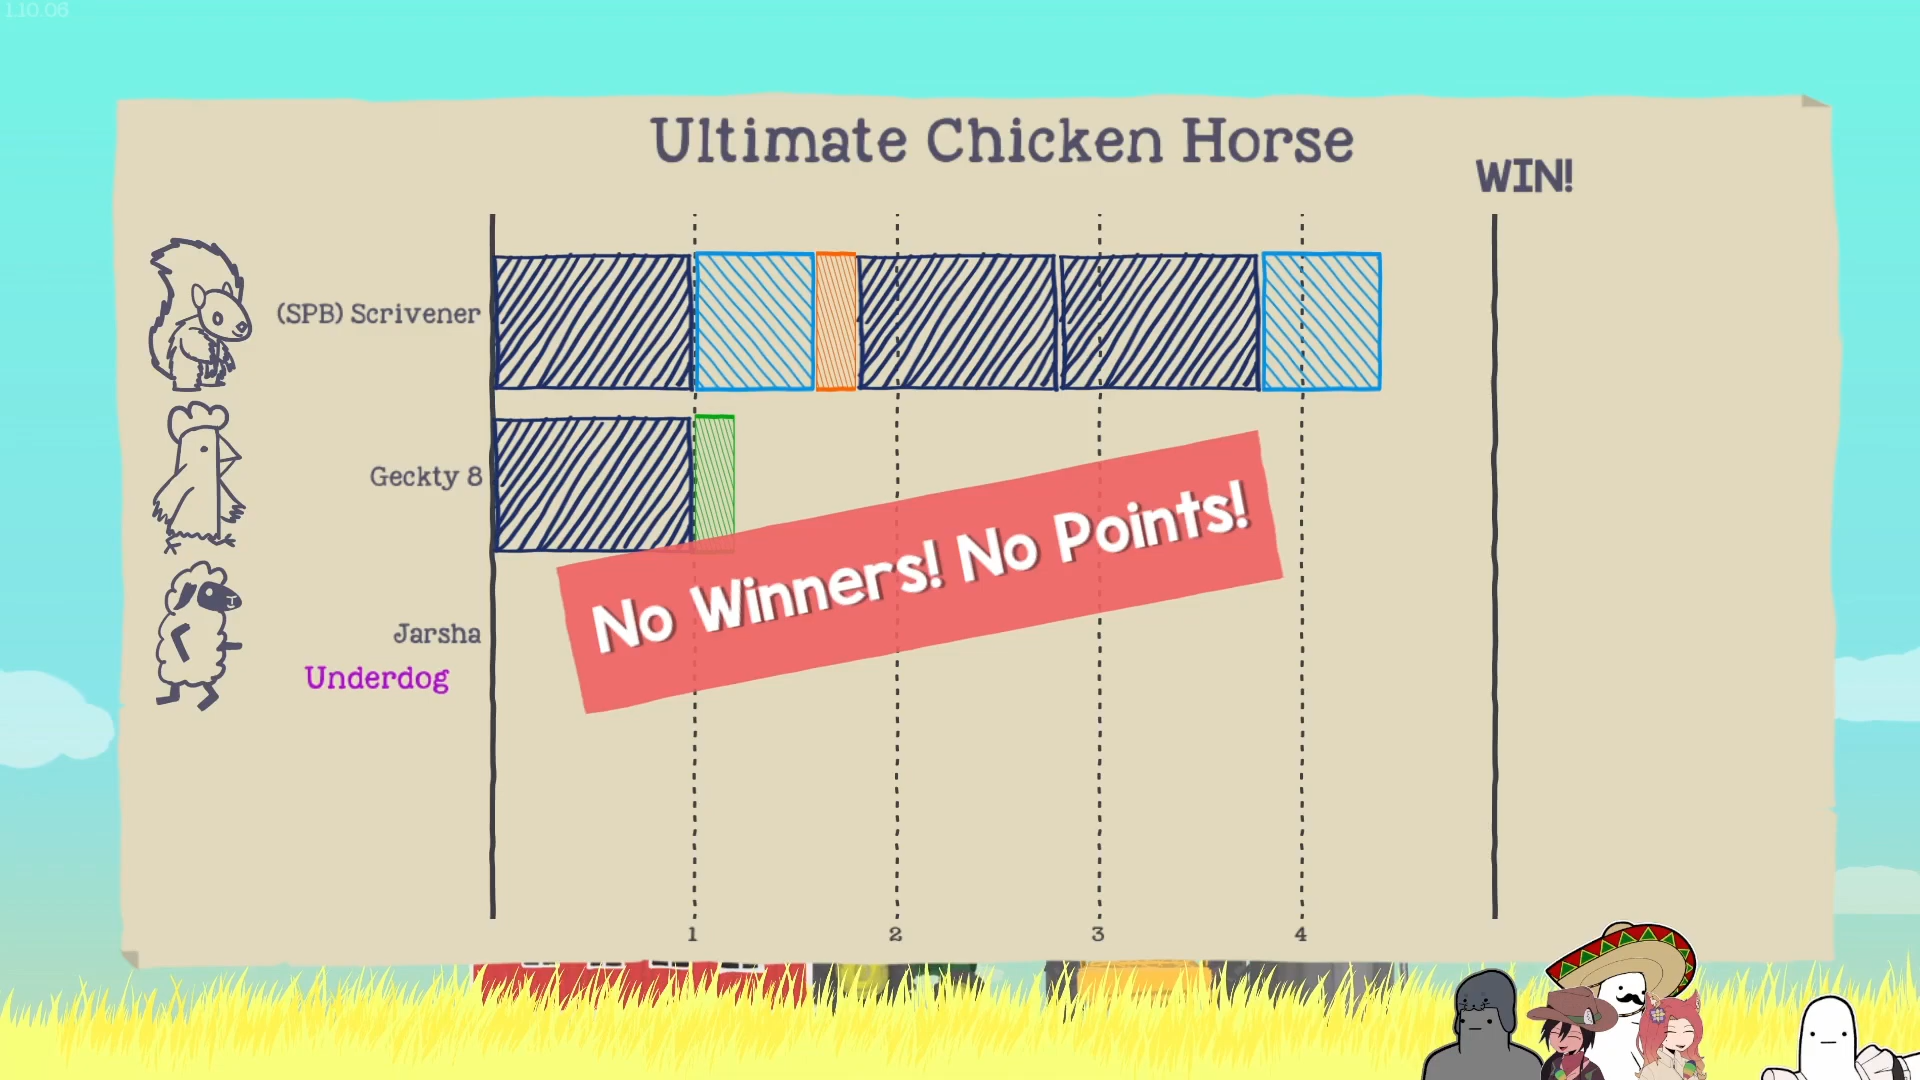 1.10.06
Ultimate Chicken Horse
WIN!
(SPB) Scrivener
Geckty 8
No Winners! No Points!
Jarsha
Underdog
1 2 3 4